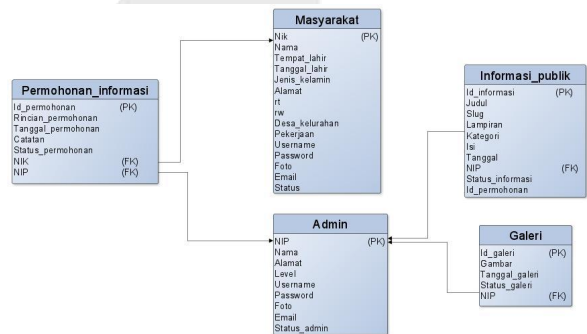 Masyarakat
Nik (PK)
Nama
Tempat_lahir
Tanggal_lahir
Jenis_kelamin
Alamat
rt
rw
Desa_kelurahan
Pekerjaan
Username
Password
Foto
Email
Status
Permohonan_informasi
Id_permohonan (PK)
Rincian_permohonan
Tanggal_permohonan
Catatan
Status_permohonan
NIK (FK)
NIP (FK)
Informasi_publik
Id_informasi (PK)
Judul
Slug
Lampiran
Kategori
Isi
Tanggal
NIP (FK)
Status_informasi
Id_permohonan
Admin
NIP (PK)
Nama
Alamat
Level
Username
Password
Foto
Email
Status_admin
Galeri
Id_galeri (PK)
Gambar
Tanggal_galeri
Status_galeri
NIP (FK)